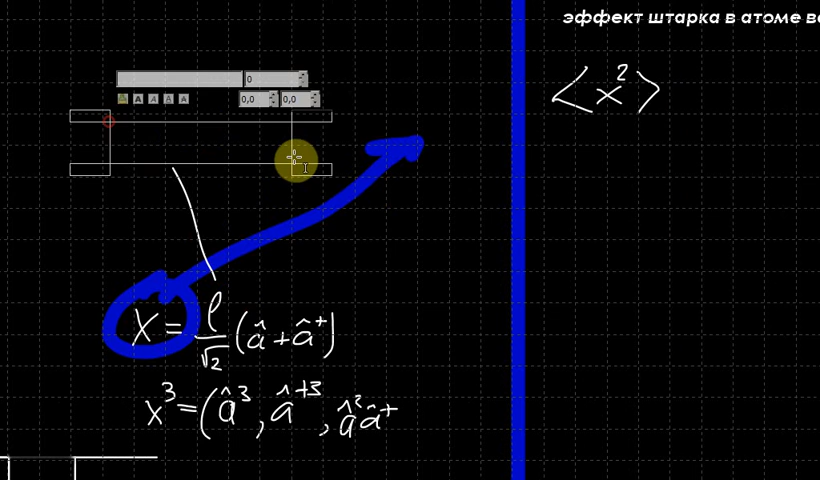 эффект штарка в атоме во
⟨x²⟩
0
A A A A A
0,0 0,0
x = ℓ/√2 (â + â⁺)
x³ = (â³, â⁺³, â²â⁺